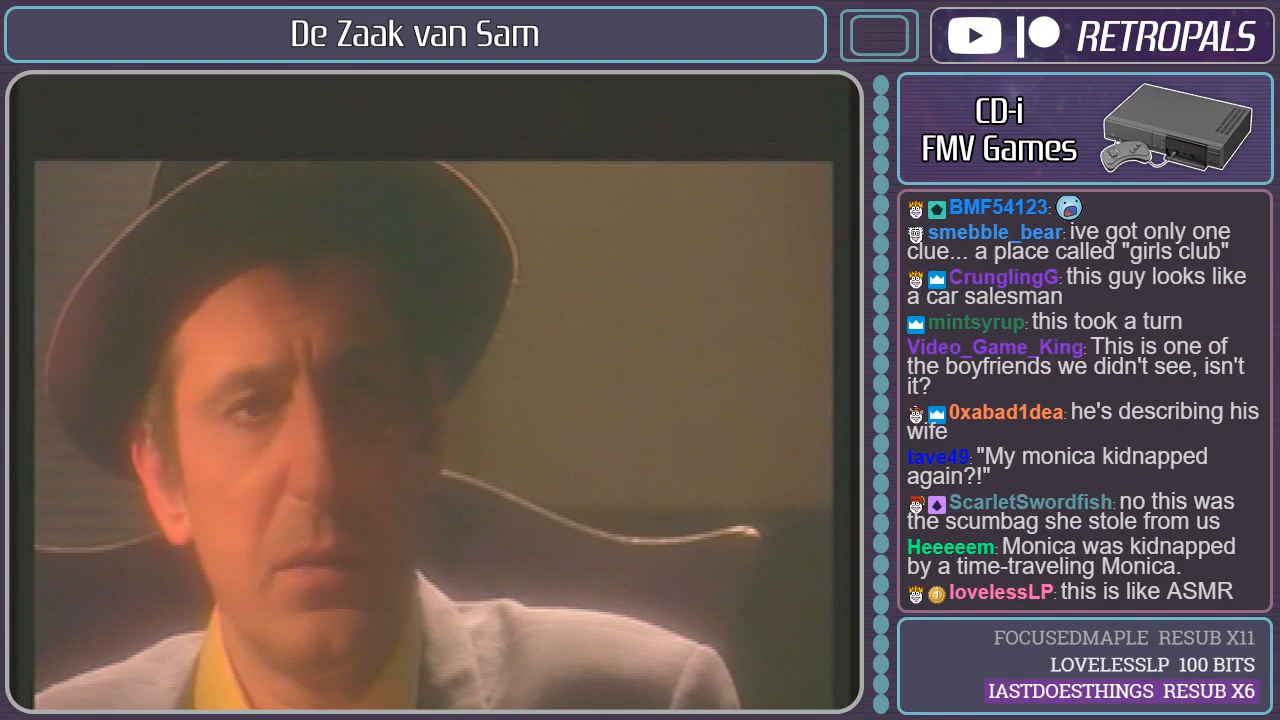 De Zaak van Sam
RETROPALS
CD-i
FMV Games
BMF54123:
smebble_bear: ive got only one
clue... a place called "girls club"
CrunglingG: this guy looks like
a car salesman
mintsyrup: this took a turn
Video_Game_King: This is one of
the boyfriends we didn't see, isn't
it?
0xabad1dea: he's describing his
wife
tave49: "My monica kidnapped
again?!"
ScarletSwordfish: no this was
the scumbag she stole from us
Heeeeem: Monica was kidnapped
by a time-traveling Monica.
lovelessLP: this is like ASMR
FOCUSEDMAPLE RESUB X11
LOVELESSLP 100 BITS
IASTDOESTHINGS RESUB X6